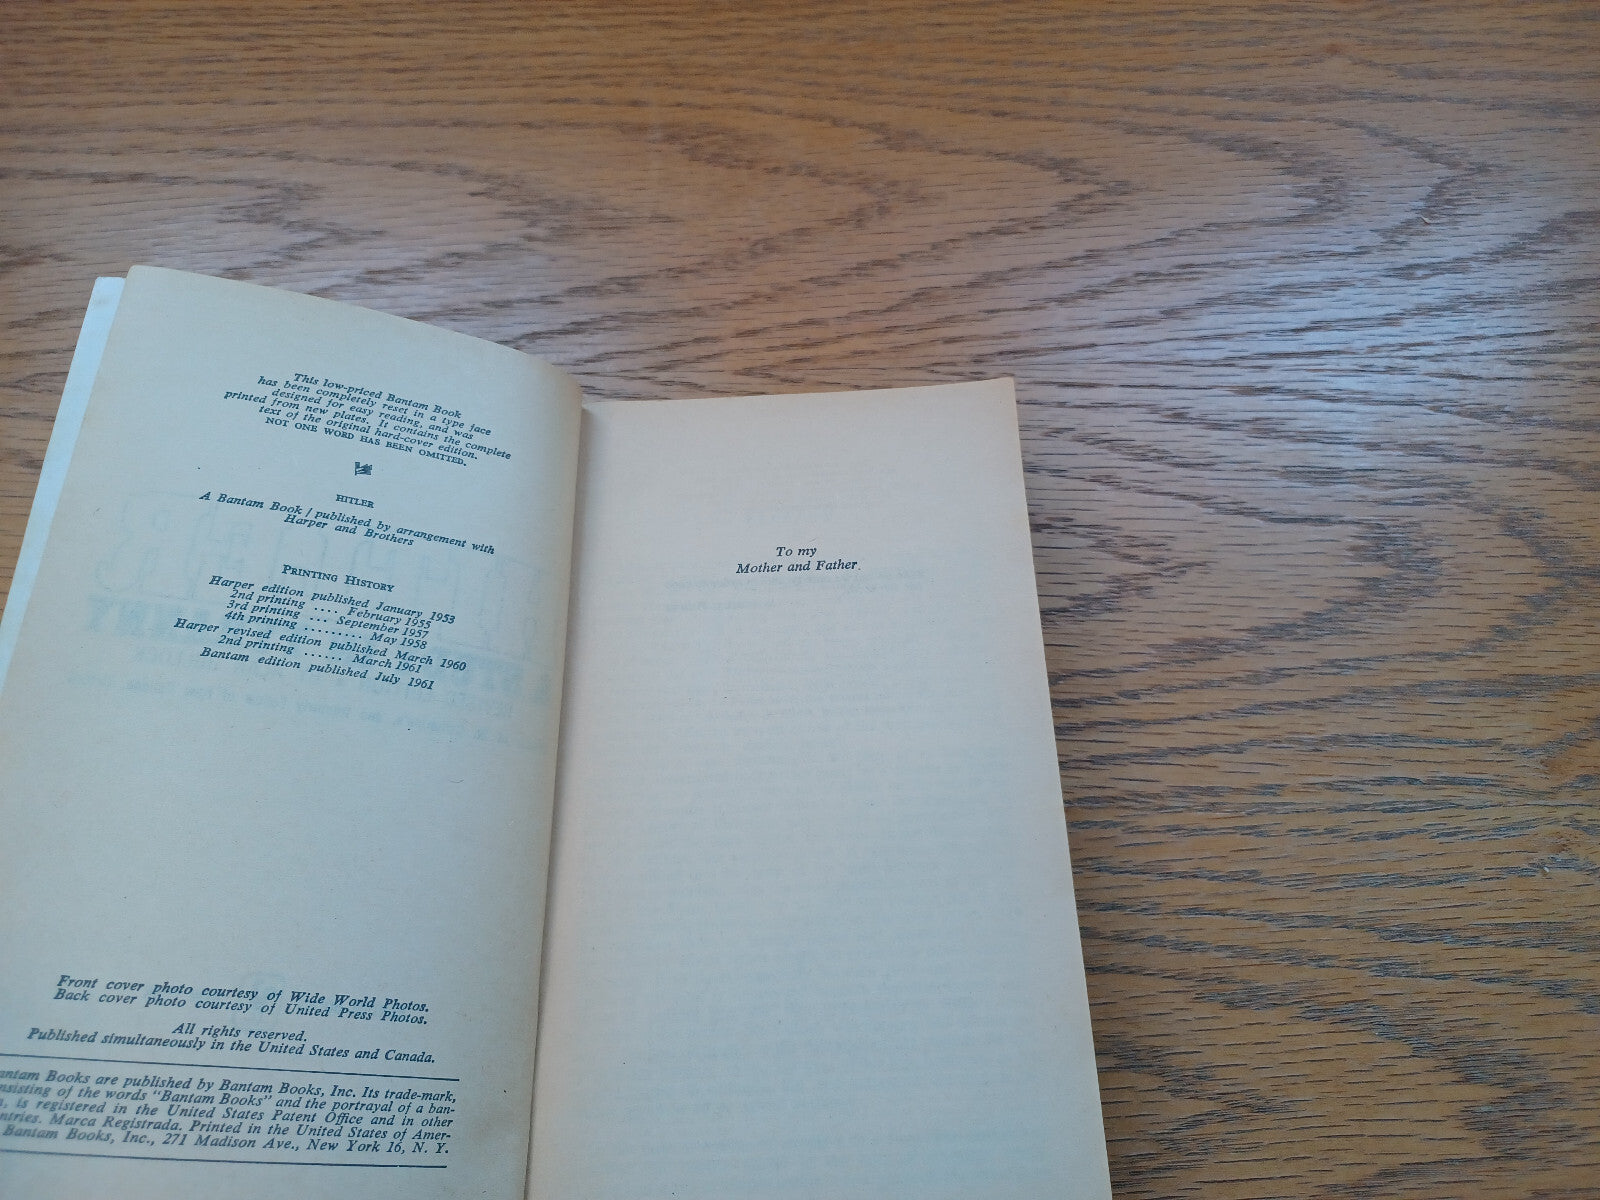 This low-priced Bantam Book
has been completely reset in a type face
designed for easy reading, and was
printed from new plates. It contains the complete
text of the original hard-cover edition.
NOT ONE WORD HAS BEEN OMITTED.
HITLER
A Bantam Book / published by arrangement with
Harper and Brothers
PRINTING HISTORY
Harper edition published January 1953
2nd printing .... February 1955
3rd printing ... September 1957
4th printing ......... May 1958
Harper revised edition published March 1960
2nd printing ...... March 1961
Bantam edition published July 1961
Front cover photo courtesy of Wide World Photos.
Back cover photo courtesy of United Press Photos.
All rights reserved.
Published simultaneously in the United States and Canada.
antam Books are published by Bantam Books, Inc. Its trade-mark,
nsisting of the words "Bantam Books" and the portrayal of a ban-
, is registered in the United States Patent Office and in other
ntries. Marca Registrada. Printed in the United States of Amer-
Bantam Books, Inc., 271 Madison Ave., New York 16, N. Y.
To my
Mother and Father